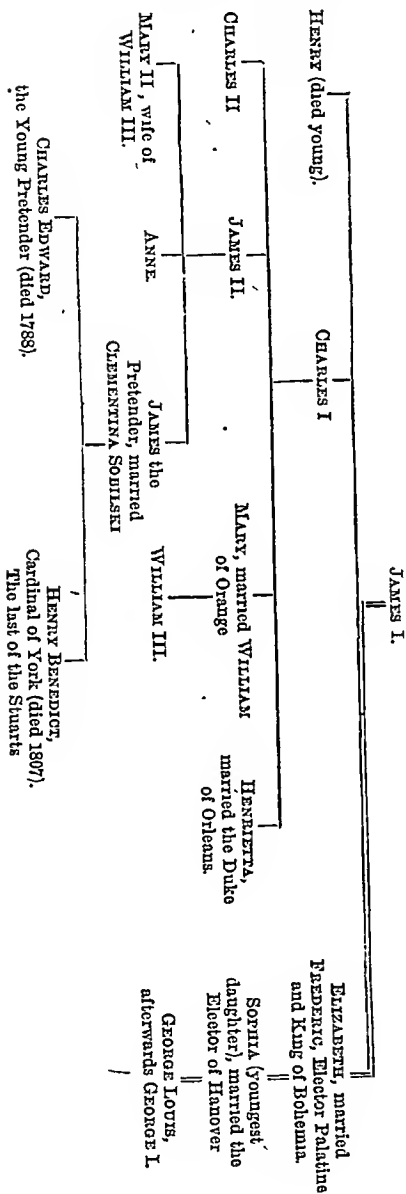 JAMES I.
HENRY (died young).
CHARLES I
ELIZABETH, married
FREDERIC, Elector Palatine
and King of Bohemia.
CHARLES II
JAMES II.
MARY, married WILLIAM
of Orange
HENRIETTA,
married the Duke
of Orleans.
SOPHIA (youngest
daughter), married the
Elector of Hanover
MARY II, wife of
WILLIAM III.
ANNE.
JAMES the
Pretender, married
CLEMENTINA SOBILSKI
WILLIAM III.
GEORGE LOUIS,
afterwards GEORGE I.
CHARLES EDWARD,
the Young Pretender (died 1788).
HENRY BENEDICT,
Cardinal of York (died 1807).
The last of the Stuarts